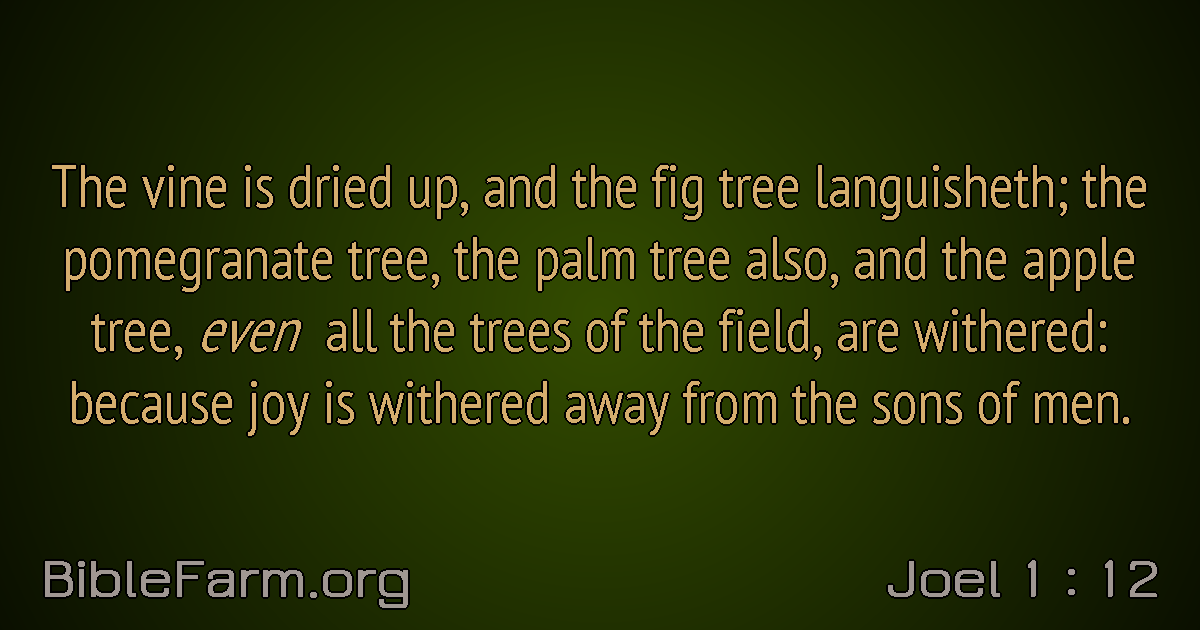 The vine is dried up, and the fig tree languisheth; the
pomegranate tree, the palm tree also, and the apple
tree, even all the trees of the field, are withered:
because joy is withered away from the sons of men.
BibleFarm.org
Joel 1 : 12